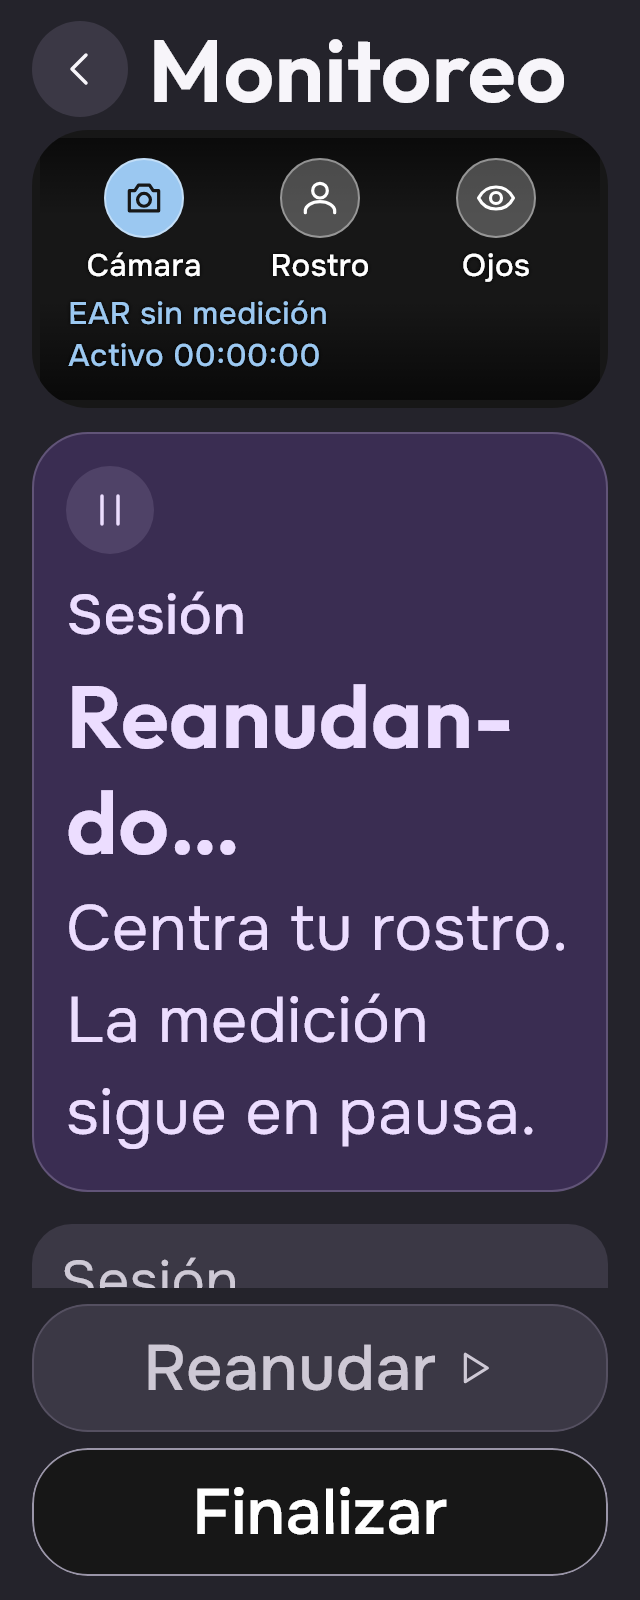 Monitoreo
Cámara Rostro Ojos
EAR sin medición
Activo 00:00:00
Sesión
Reanudan-
do...
Centra tu rostro.
La medición
sigue en pausa.
Sesión
Reanudar
Finalizar